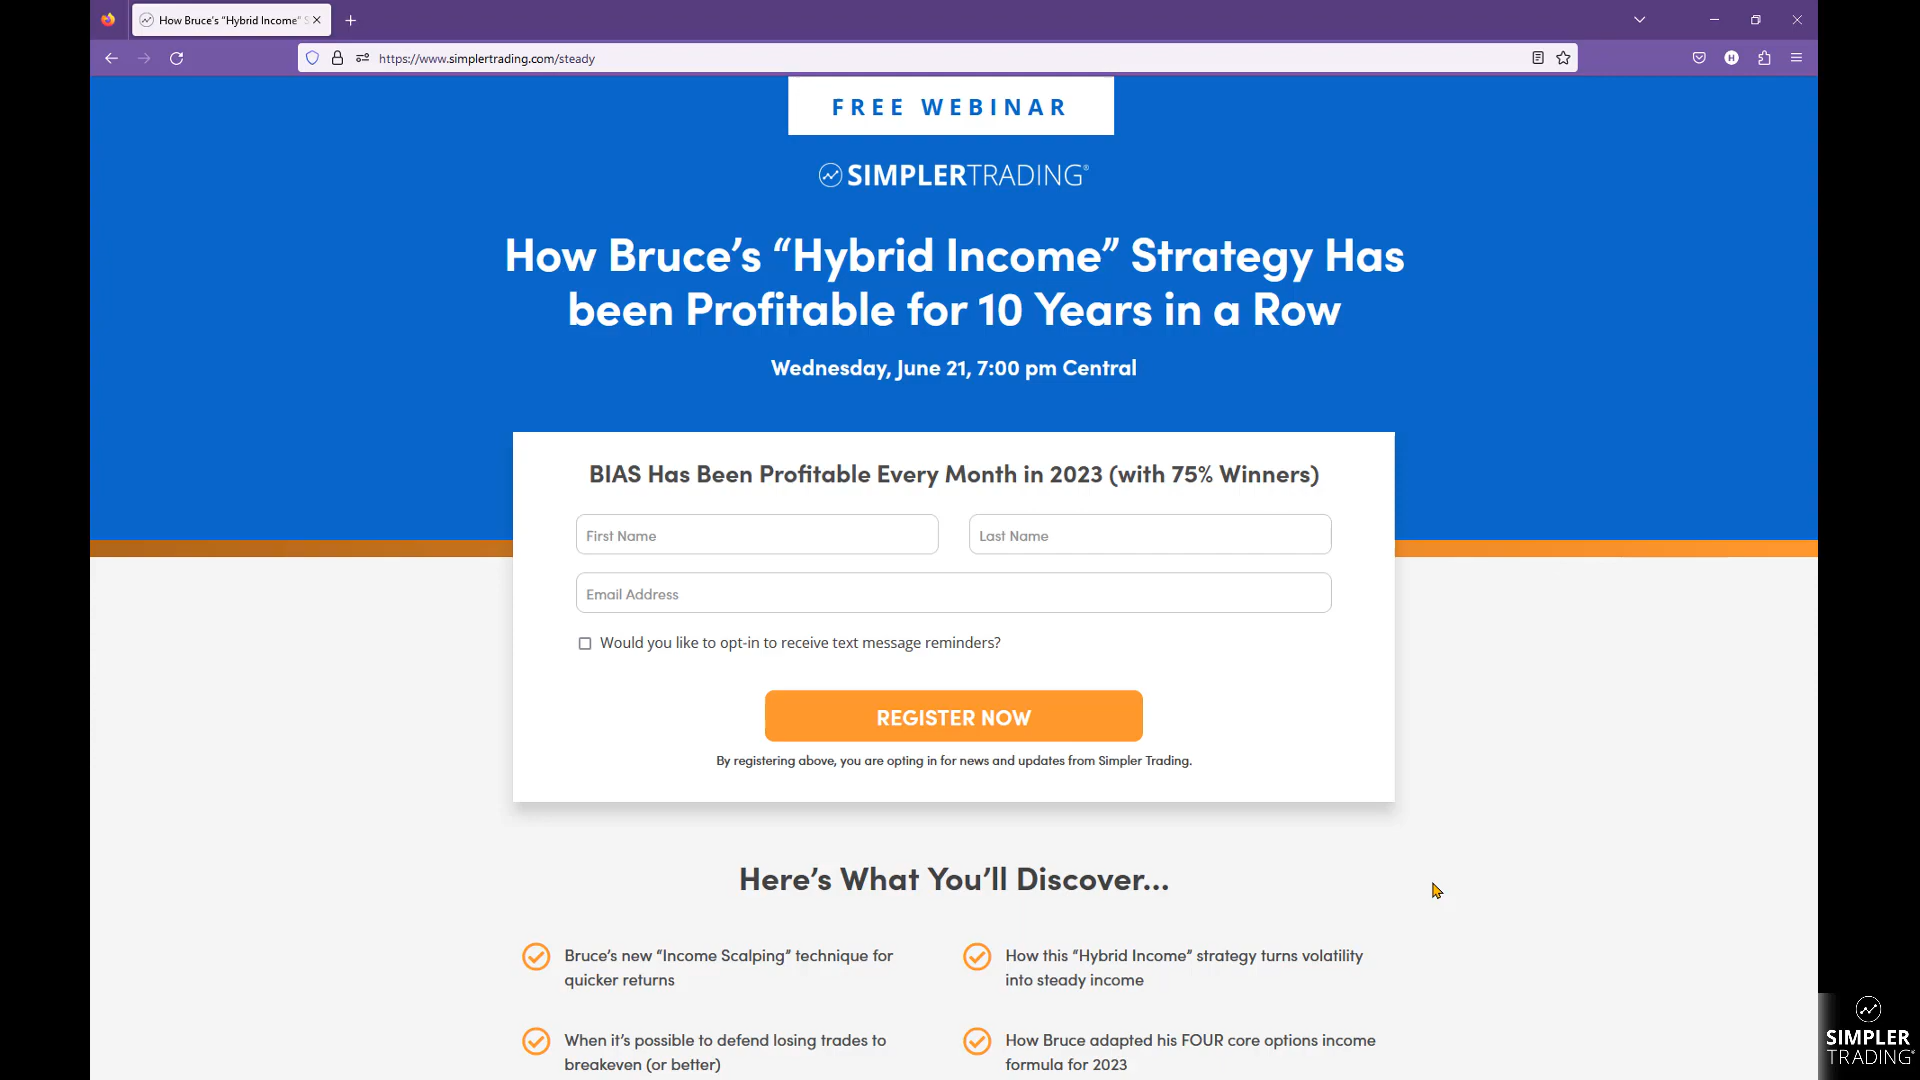 How Bruce's "Hybrid Income" S
https://www.simplertrading.com/steady
H
FREE WEBINAR
SIMPLERTRADING®
How Bruce's “Hybrid Income” Strategy Has
been Profitable for 10 Years in a Row
Wednesday, June 21, 7:00 pm Central
BIAS Has Been Profitable Every Month in 2023 (with 75% Winners)
First Name
Last Name
Email Address
Would you like to opt-in to receive text message reminders?
REGISTER NOW
By registering above, you are opting in for news and updates from Simpler Trading.
Here’s What You’ll Discover...
Bruce’s new “Income Scalping” technique for
quicker returns
How this “Hybrid Income” strategy turns volatility
into steady income
When it’s possible to defend losing trades to
breakeven (or better)
How Bruce adapted his FOUR core options income
formula for 2023
SIMPLER
TRADING®